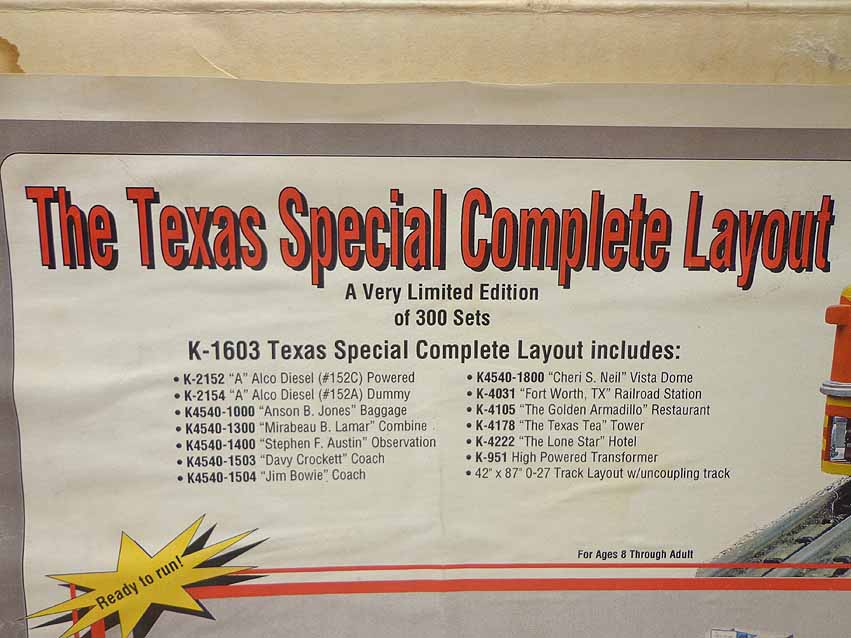 The Texas Special Complete Layout
A Very Limited Edition
of 300 Sets
K-1603 Texas Special Complete Layout includes:
• K-2152 “A” Alco Diesel (#152C) Powered
• K-2154 “A” Alco Diesel (#152A) Dummy
• K4540-1000 “Anson B. Jones” Baggage
• K4540-1300 “Mirabeau B. Lamar” Combine
• K4540-1400 “Stephen F. Austin” Observation
• K4540-1503 “Davy Crockett” Coach
• K4540-1504 “Jim Bowie” Coach
• K4540-1800 “Cheri S. Neil” Vista Dome
• K-4031 “Fort Worth, TX” Railroad Station
• K-4105 “The Golden Armadillo” Restaurant
• K-4178 “The Texas Tea” Tower
• K-4222 “The Lone Star” Hotel
• K-951 High Powered Transformer
• 42" x 87" 0-27 Track Layout w/uncoupling track
For Ages 8 Through Adult
Ready to run!